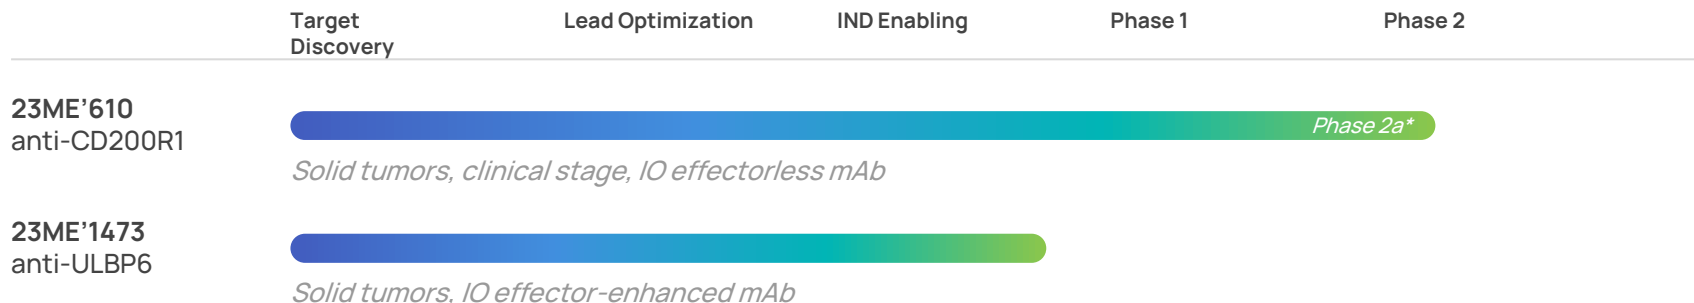 Target Lead Optimization IND Enabling Phase 1 Phase 2
Discovery
23ME’610
anti-CD200R1
Phase 2a*
Solid tumors, clinical stage, IO effectorless mAb
23ME’1473
anti-ULBP6
Solid tumors, IO effector-enhanced mAb